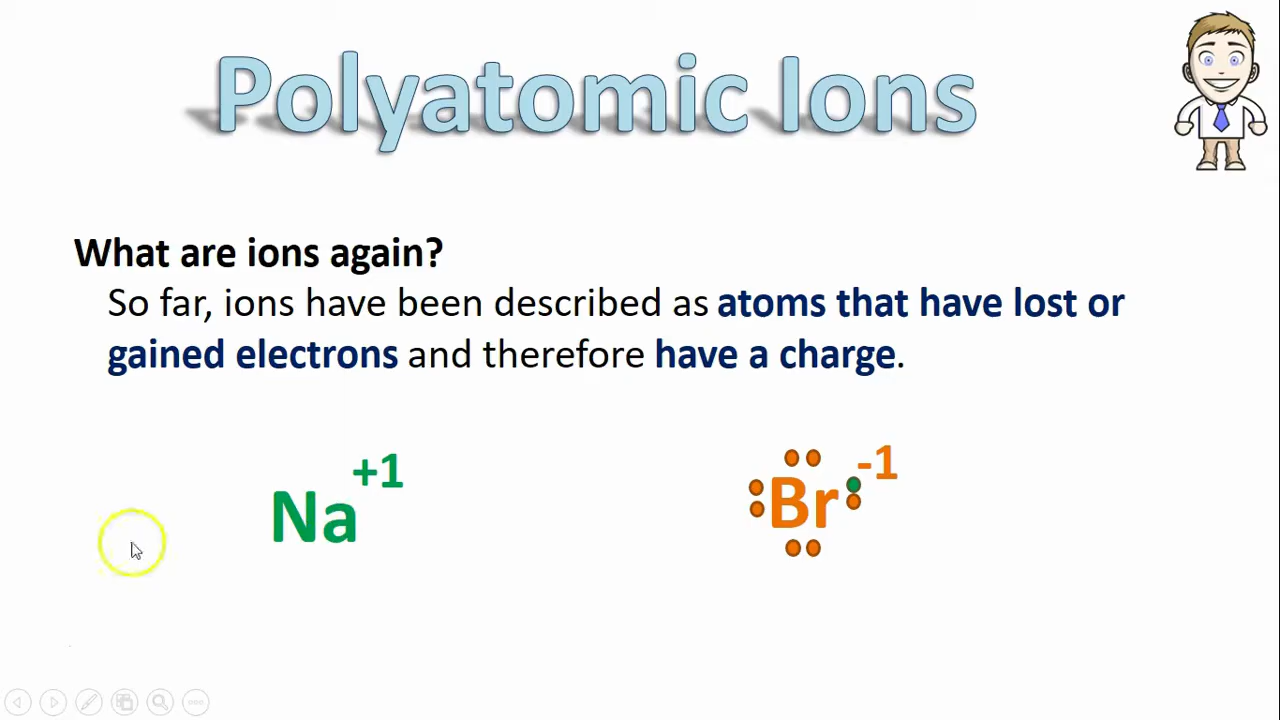 Polyatomic Ions
What are ions again?
So far, ions have been described as atoms that have lost or
gained electrons and therefore have a charge.
Na+1
Br-1